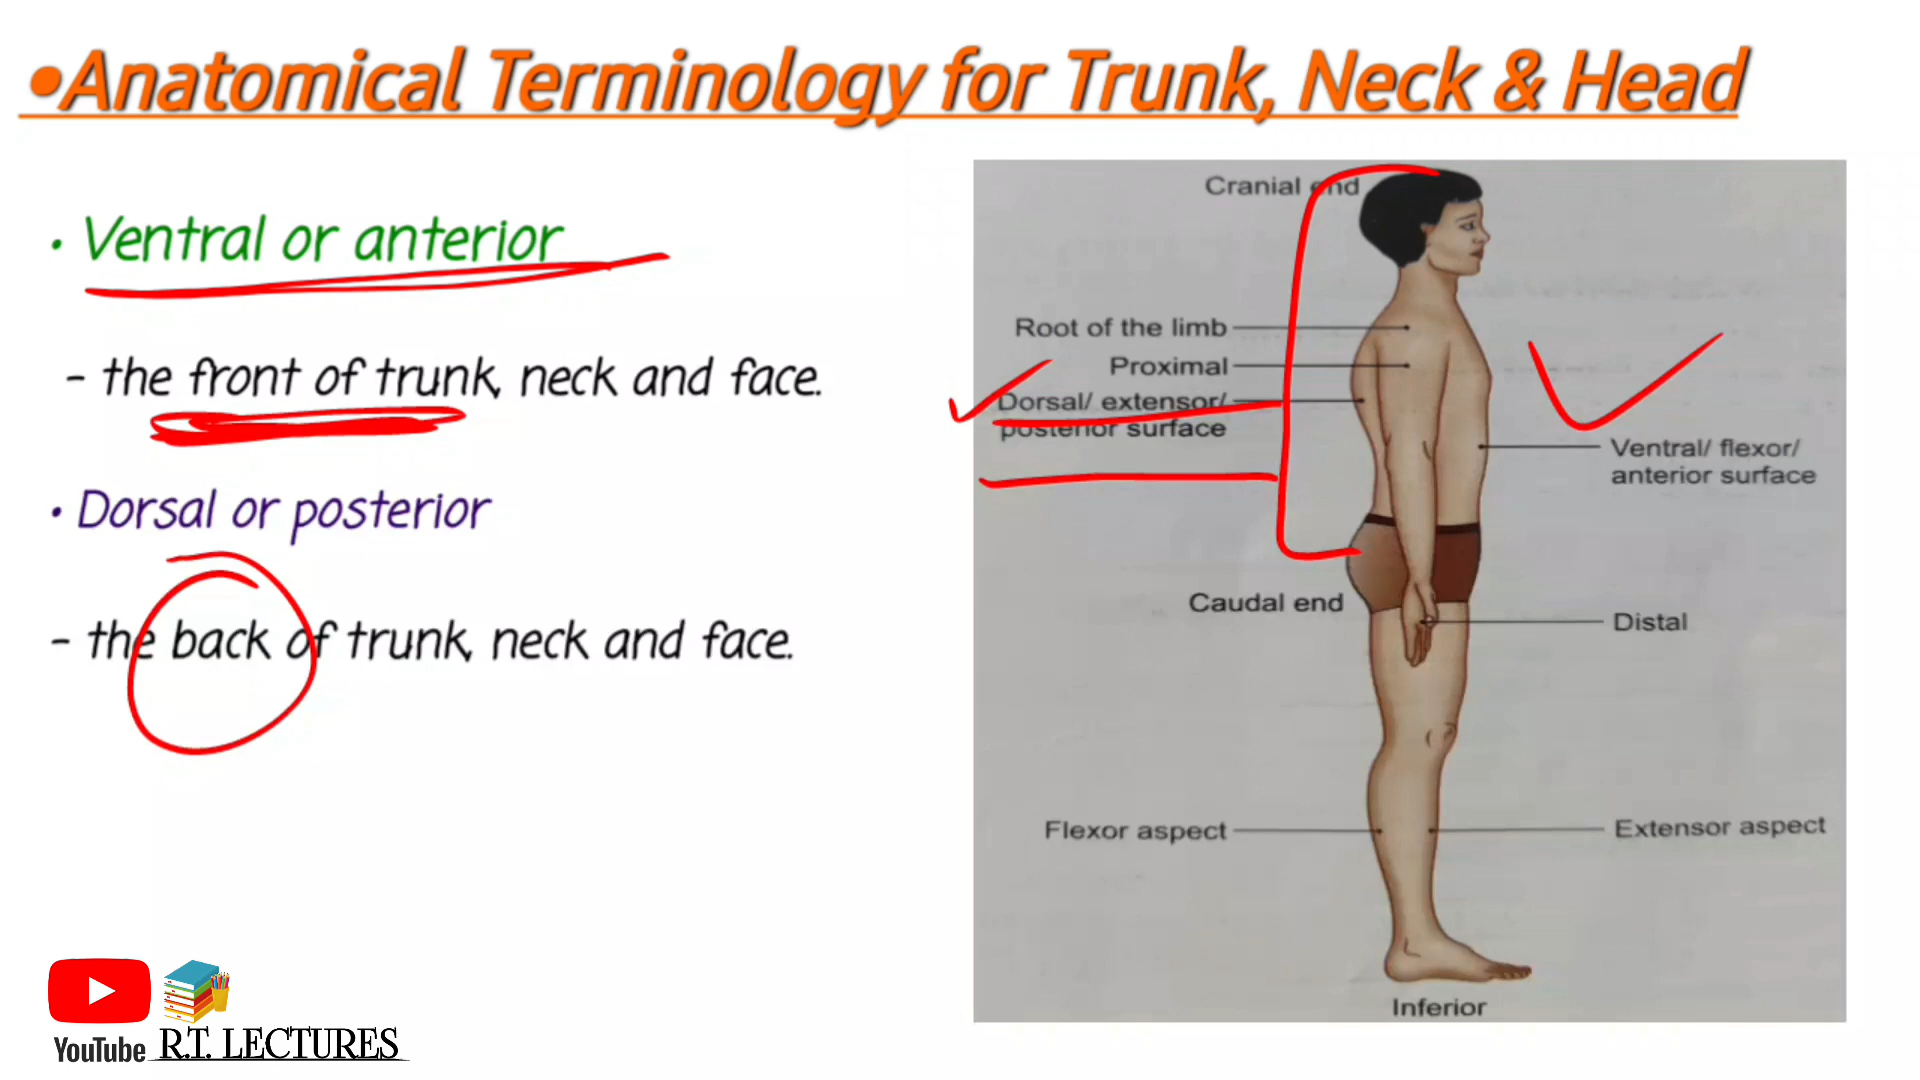 •Anatomical Terminology for Trunk, Neck & Head
• Ventral or anterior
- the front of trunk, neck and face.
• Dorsal or posterior
- the back of trunk, neck and face.
Cranial end
Root of the limb
Proximal
Dorsal/ extensor/
posterior surface
Ventral/ flexor/
anterior surface
Caudal end
Distal
Flexor aspect
Extensor aspect
Inferior
YouTube R.T. LECTURES